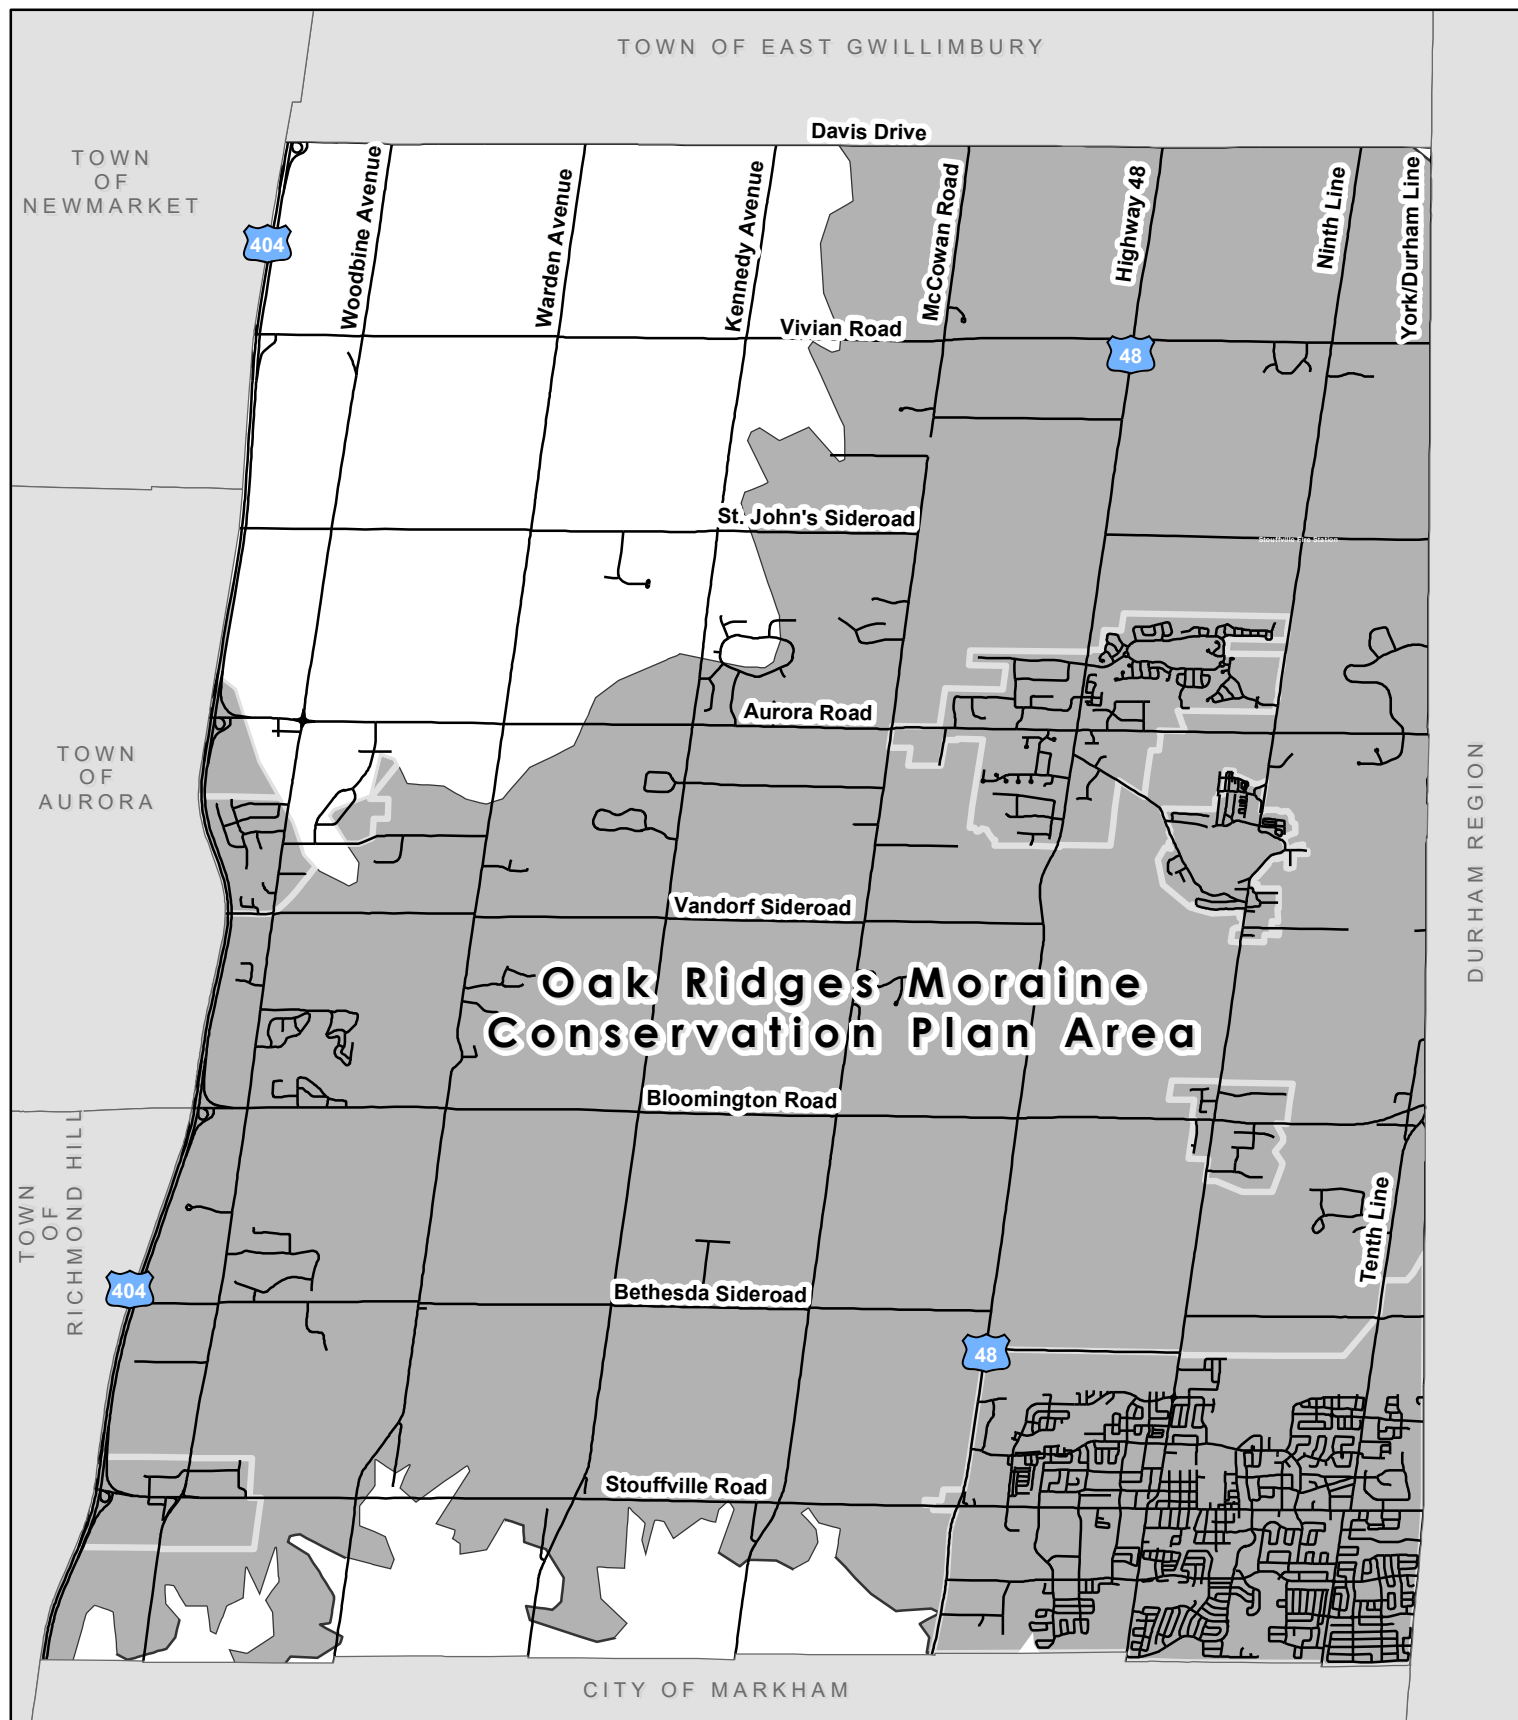 TOWN OF EAST GWILLIMBURY
Davis Drive
TOWN
OF
NEWMARKET
404
Woodbine Avenue
Warden Avenue
Kennedy Avenue
McCowan Road
Highway 48
Ninth Line
York/Durham Line
Vivian Road
48
St. John's Sideroad
Stouffville Fire Station
Aurora Road
TOWN
OF
AURORA
DURHAM REGION
Vandorf Sideroad
Oak Ridges Moraine
Conservation Plan Area
Bloomington Road
TOWN
OF
RICHMOND HILL
Tenth Line
404
Bethesda Sideroad
48
Stouffville Road
CITY OF MARKHAM